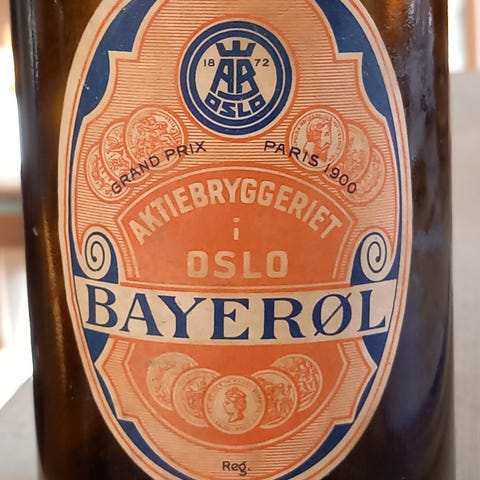 18 72
AB
OSLO
GRAND PRIX PARIS 1900
AKTIEBRYGGERIET
i
OSLO
BAYERØL
Reg.